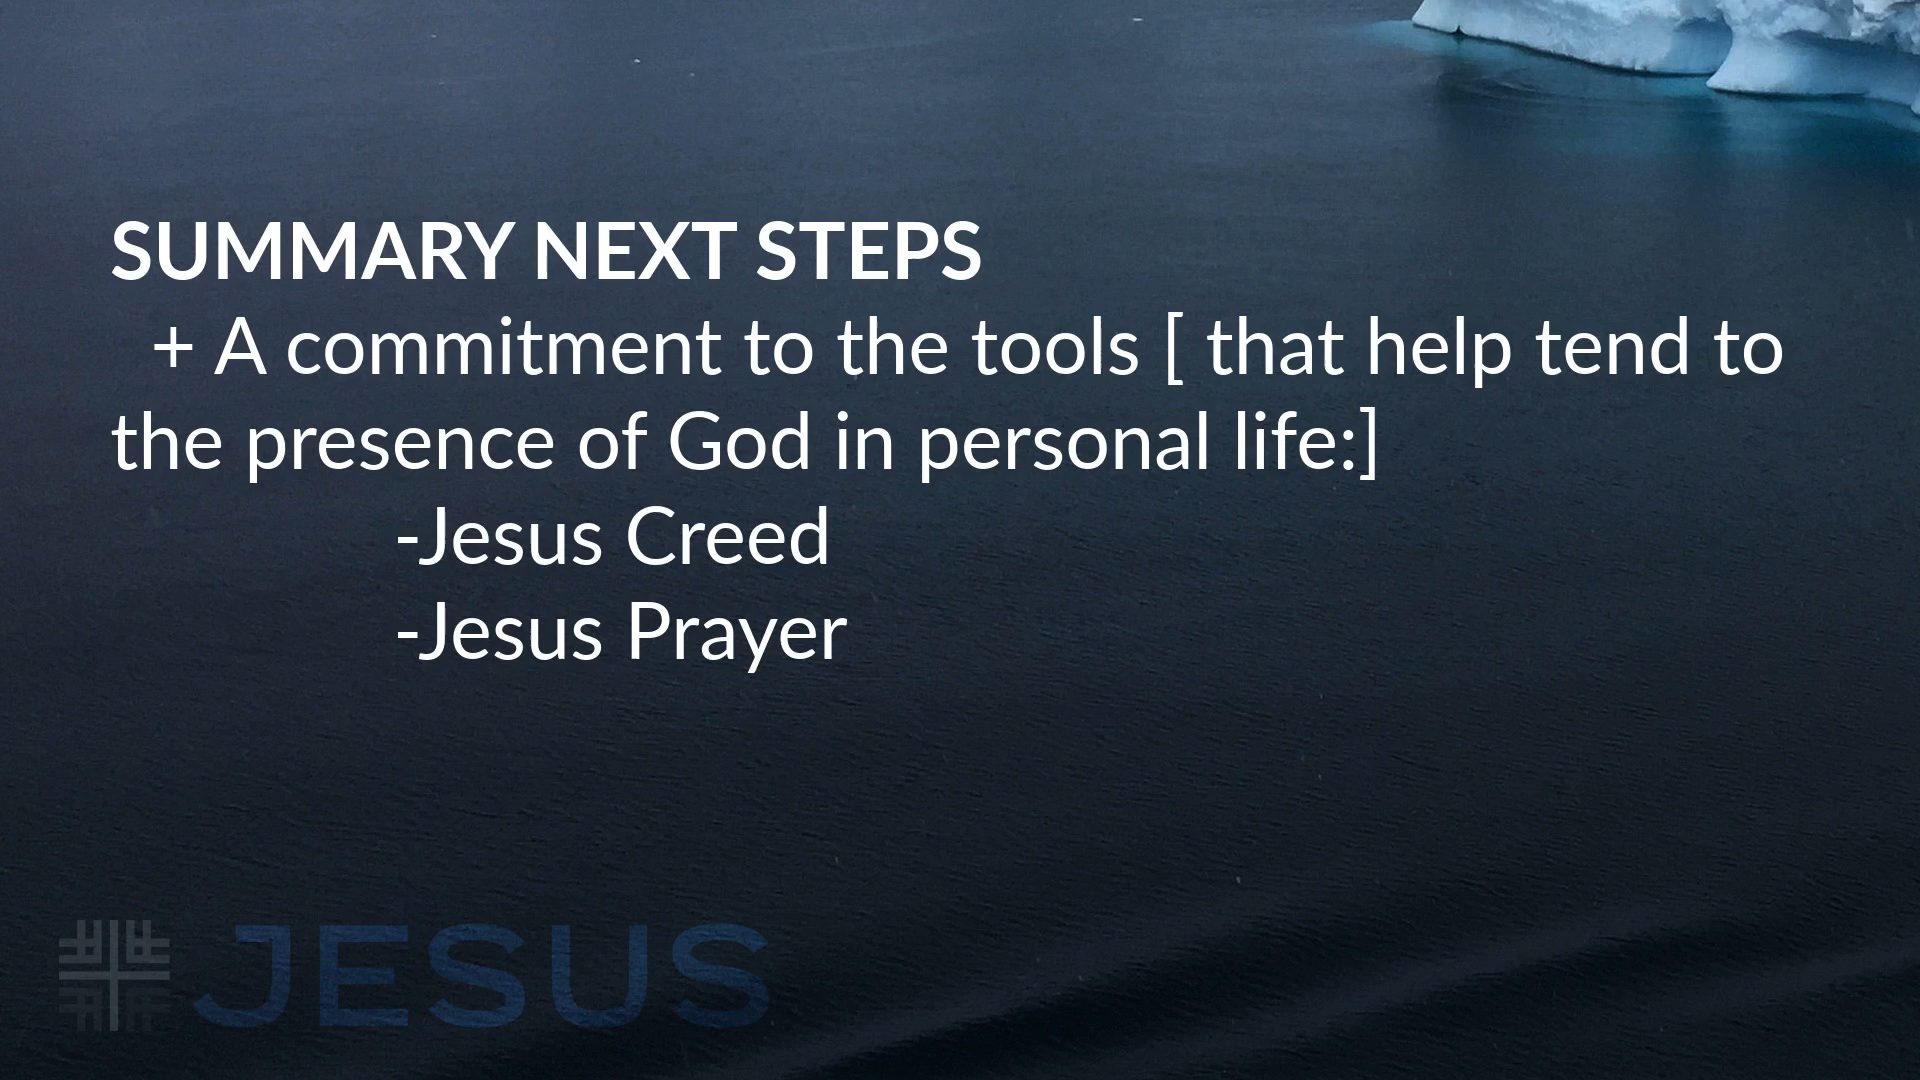 SUMMARY NEXT STEPS
+ A commitment to the tools [ that help tend to
the presence of God in personal life:]
-Jesus Creed
-Jesus Prayer
JESUS